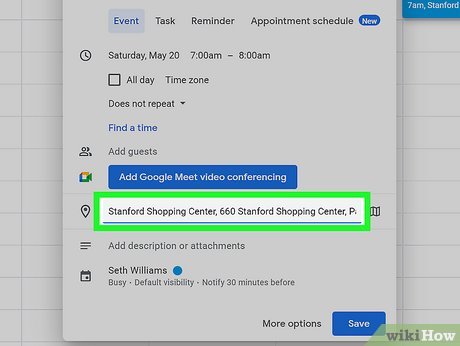 7am, Stanford
Event Task Reminder Appointment schedule New
Saturday, May 20 7:00am – 8:00am
All day Time zone
Does not repeat
Find a time
Add guests
Add Google Meet video conferencing
Stanford Shopping Center, 660 Stanford Shopping Center, P
Add description or attachments
Seth Williams
Busy • Default visibility • Notify 30 minutes before
More options Save
wikiHow